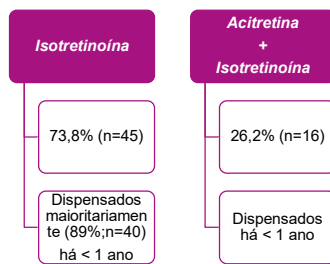 Isotretinoína
73,8% (n=45)
Dispensados
maioritariamen
te (89%;n=40)
há < 1 ano
Acitretina
+
Isotretinoína
26,2% (n=16)
Dispensados
há < 1 ano